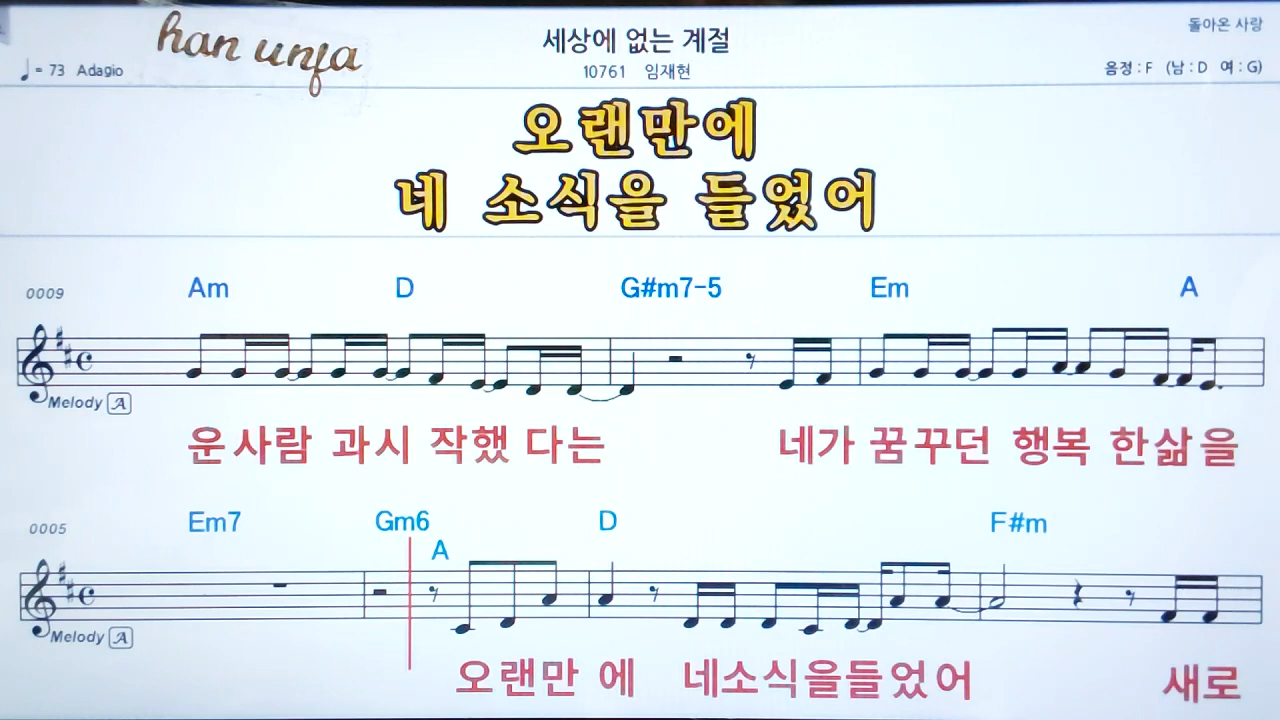 han unja
세상에 없는 계절
돌아온 사랑
♩ = 73 Adagio
10761 임재현
음정 : F (남 : D 여 : G)
오랜만에
네 소식을 들었어
0009 Am D G#m7-5 Em A
Melody A
운사람 과시 작했 다는 네가 꿈꾸던 행복 한삶을
0005 Em7 Gm6 D F#m
A
Melody A
오랜만 에 네소식을들었어 새로